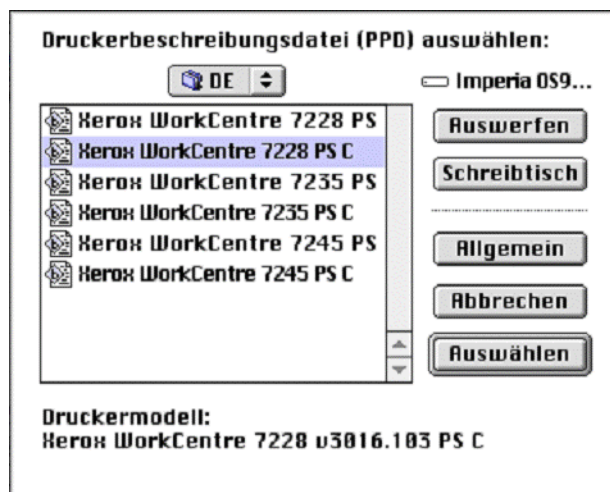 Druckerbeschreibungsdatei (PPD) auswählen:
DE
Imperia OS9...
Xerox WorkCentre 7228 PS
Xerox WorkCentre 7228 PS C
Xerox WorkCentre 7235 PS
Xerox WorkCentre 7235 PS C
Xerox WorkCentre 7245 PS
Xerox WorkCentre 7245 PS C
Auswerfen
Schreibtisch
Allgemein
Abbrechen
Auswählen
Druckermodell:
Xerox WorkCentre 7228 v3016.103 PS C